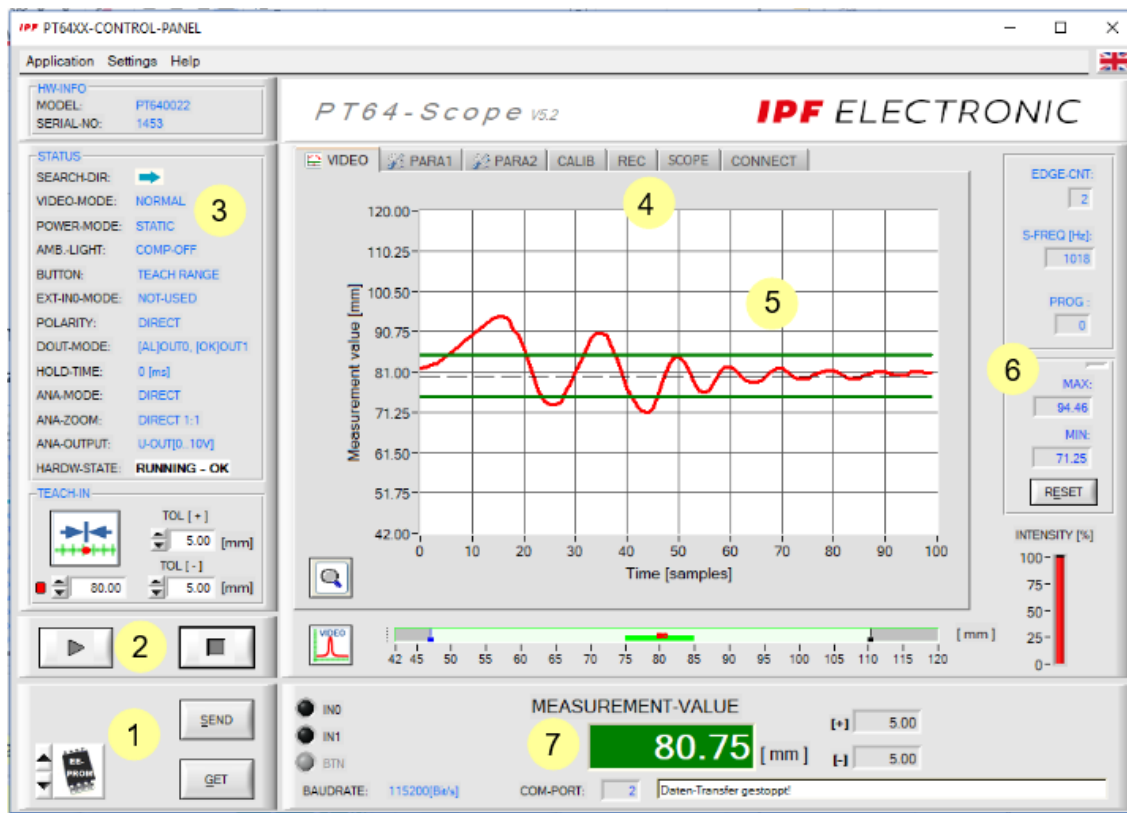 IPF PT64XX-CONTROL-PANEL
Application Settings Help
HW-INFO
MODEL: PT640022
SERIAL-NO: 1453
PT64-Scope V5.2
IPF ELECTRONIC
STATUS
SEARCH-DIR:
VIDEO-MODE: NORMAL
POWER-MODE: STATIC
AMB.-LIGHT: COMP-OFF
BUTTON: TEACH RANGE
EXT-IN0-MODE: NOT-USED
POLARITY: DIRECT
DOUT-MODE: [AL]OUT0, [OK]OUT1
HOLD-TIME: 0 [ms]
ANA-MODE: DIRECT
ANA-ZOOM: DIRECT 1:1
ANA-OUTPUT: U-OUT[0..10V]
HARDW-STATE: RUNNING - OK
3
TEACH-IN
TOL [ + ]
5.00 [mm]
TOL [ - ]
80.00 5.00 [mm]
2
1
SEND
EE-PROM
GET
VIDEO PARA1 PARA2 CALIB REC SCOPE CONNECT
4
5
Measurement value [mm]
120.00
110.25
100.50
90.75
81.00
71.25
61.50
51.75
42.00
0 10 20 30 40 50 60 70 80 90 100
Time [samples]
VIDEO
[ mm ]
42 45 50 55 60 65 70 75 80 85 90 95 100 105 110 115 120
EDGE-CNT:
2
S-FREQ [Hz]:
1018
PROG :
0
6
MAX:
94.46
MIN:
71.25
RESET
INTENSITY [%]
100
75
50
25
0
IN0
IN1
BTN
MEASUREMENT-VALUE
7
80.75 [ mm ]
[+] 5.00
[-] 5.00
BAUDRATE: 115200[Bit/s] COM-PORT: 2 Daten-Transfer gestoppt!